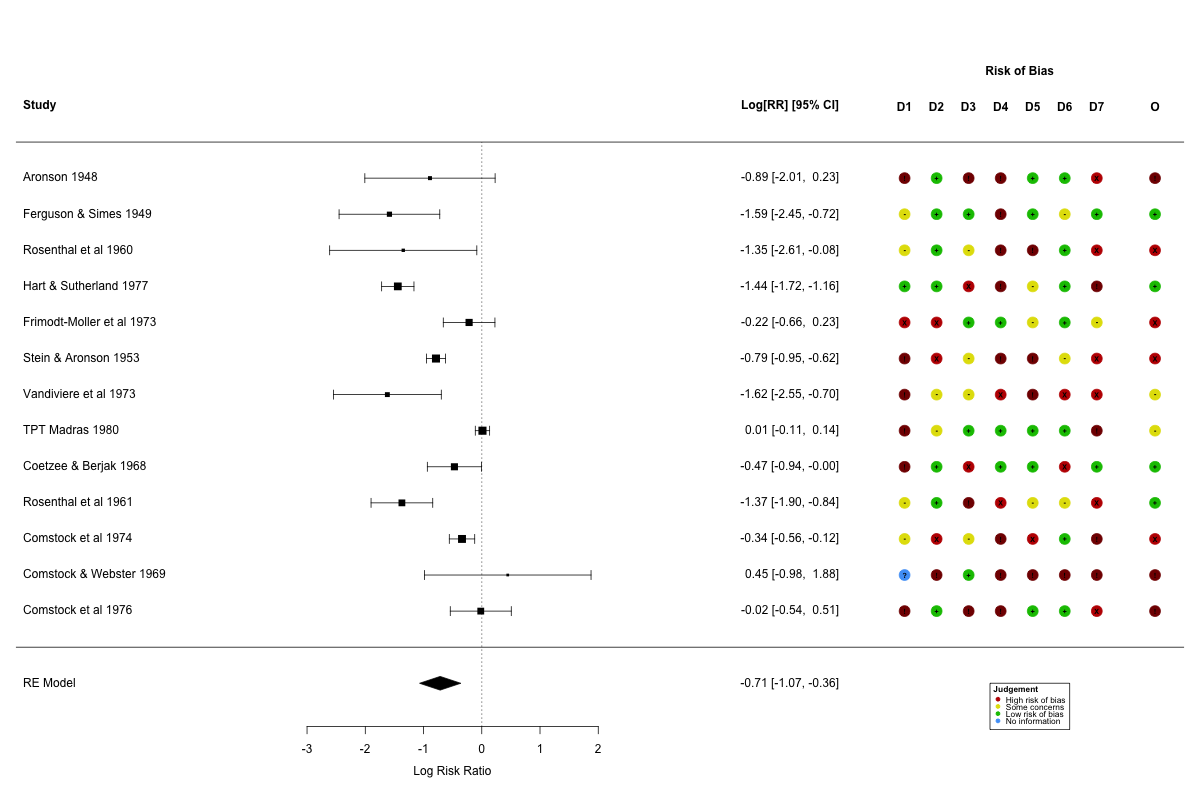 Risk of Bias
Study Log[RR] [95% CI] D1 D2 D3 D4 D5 D6 D7 O
Aronson 1948 -0.89 [-2.01, 0.23]
Ferguson & Simes 1949 -1.59 [-2.45, -0.72]
Rosenthal et al 1960 -1.35 [-2.61, -0.08]
Hart & Sutherland 1977 -1.44 [-1.72, -1.16]
Frimodt-Moller et al 1973 -0.22 [-0.66, 0.23]
Stein & Aronson 1953 -0.79 [-0.95, -0.62]
Vandiviere et al 1973 -1.62 [-2.55, -0.70]
TPT Madras 1980 0.01 [-0.11, 0.14]
Coetzee & Berjak 1968 -0.47 [-0.94, -0.00]
Rosenthal et al 1961 -1.37 [-1.90, -0.84]
Comstock et al 1974 -0.34 [-0.56, -0.12]
Comstock & Webster 1969 0.45 [-0.98, 1.88] ?
Comstock et al 1976 -0.02 [-0.54, 0.51]
RE Model -0.71 [-1.07, -0.36]
Judgement
High risk of bias
Some concerns
Low risk of bias
No information
-3 -2 -1 0 1 2
Log Risk Ratio